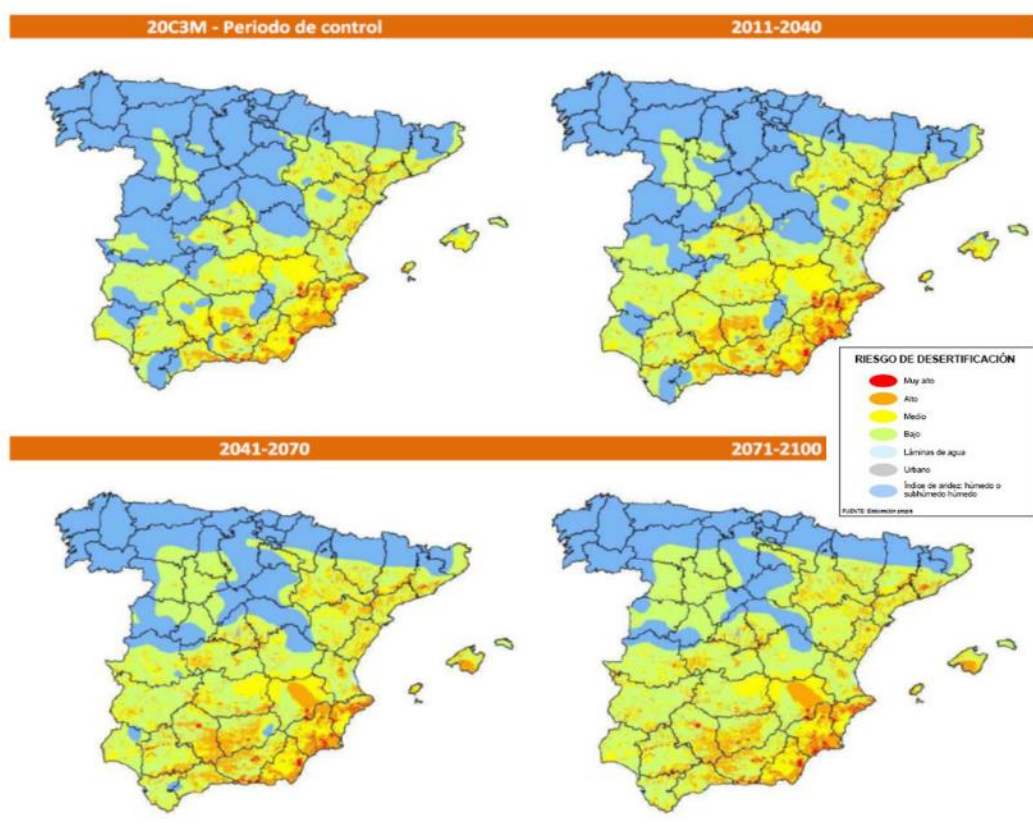 20C3M - Periodo de control
2011-2040
RIESGO DE DESERTIFICACIÓN
Muy alto
Alto
Medio
Bajo
Láminas de agua
Urbano
Índice de aridez: húmedo o
subhúmedo húmedo
FUENTE: Elaboración propia
2041-2070
2071-2100